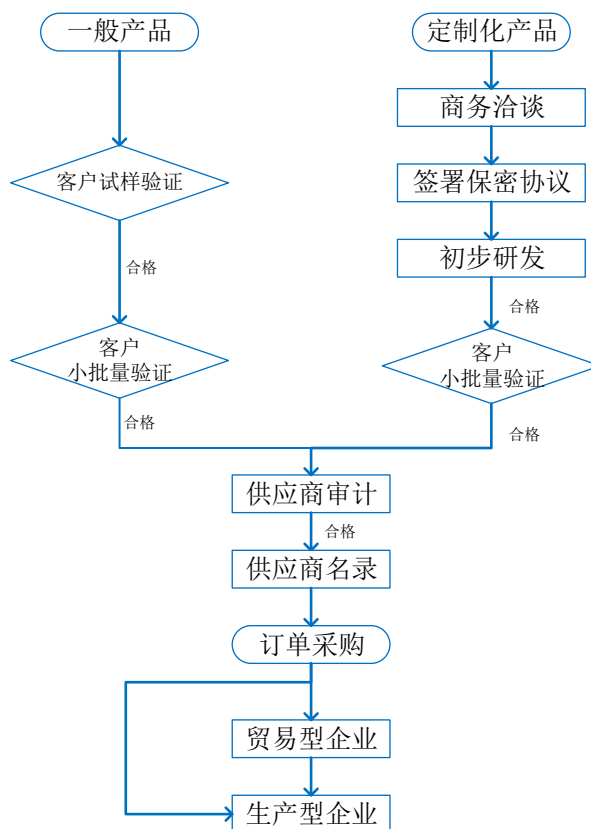 一般产品
定制化产品
商务洽谈
客户试样验证
签署保密协议
初步研发
合格
合格
客户
小批量验证
客户
小批量验证
合格
合格
供应商审计
合格
供应商名录
订单采购
贸易型企业
生产型企业